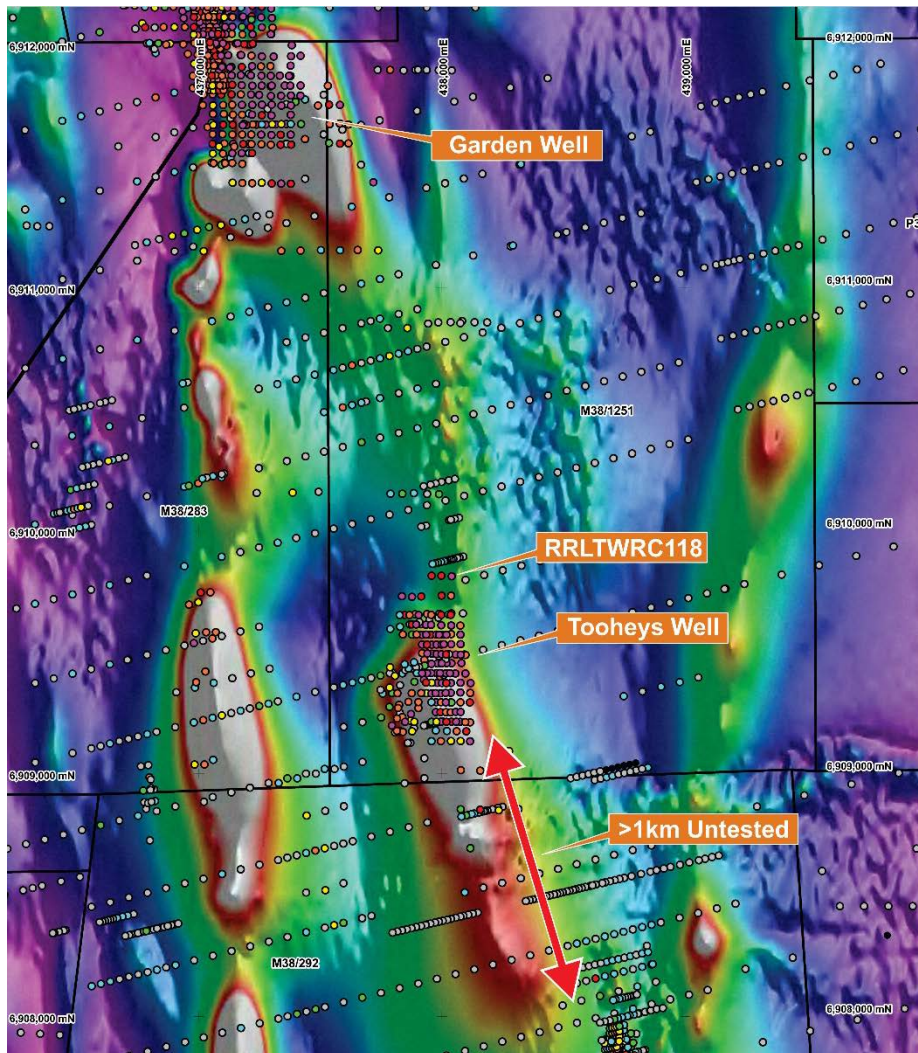 6,912,000 mN
437,000 mE
438,000 mE
439,000 mE
6,912,000 mN
Garden Well
P3
6,911,000 mN
6,911,000 mN
M38/1251
M38/283
6,910,000 mN
6,910,000 mN
RRLTWRC118
Tooheys Well
6,909,000 mN
6,909,000 mN
>1km Untested
M38/292
6,908,000 mN
6,908,000 mN